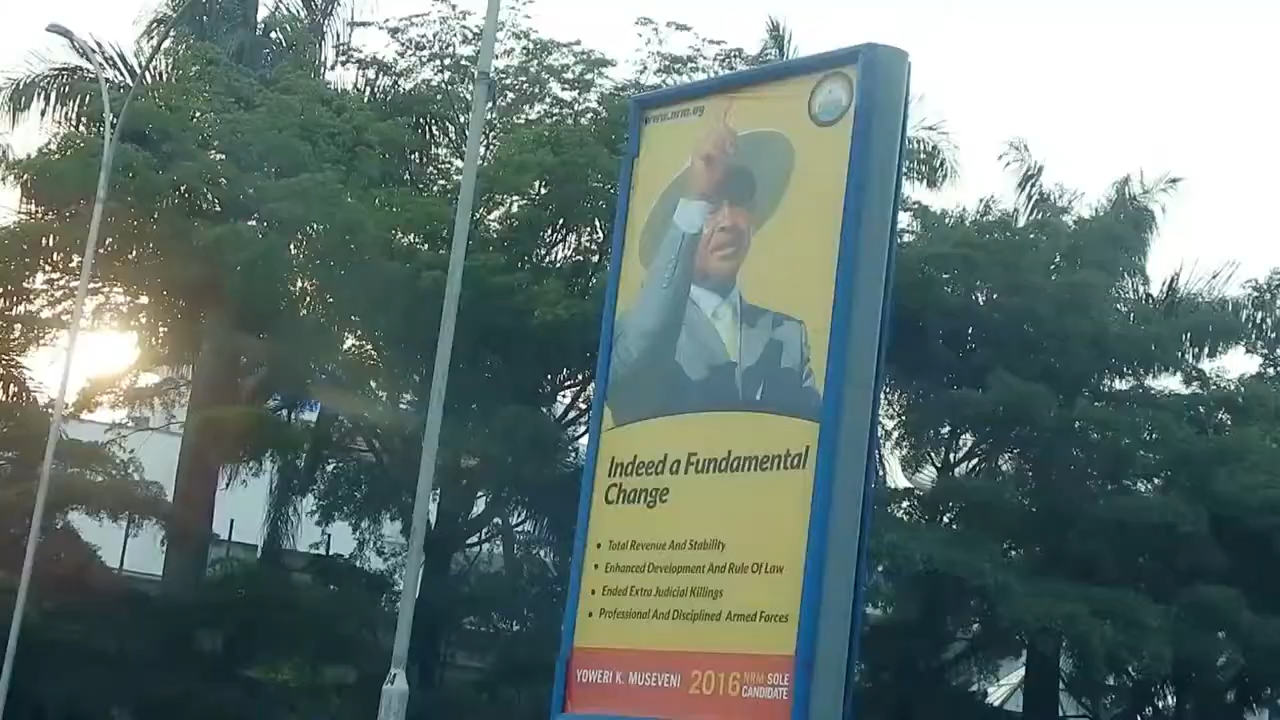 www.nrm.ug
Indeed a Fundamental
Change
• Total Revenue And Stability
• Enhanced Development And Rule Of Law
• Ended Extra Judicial Killings
• Professional And Disciplined Armed Forces
YOWERI K. MUSEVENI 2016 NRM SOLE
CANDIDATE